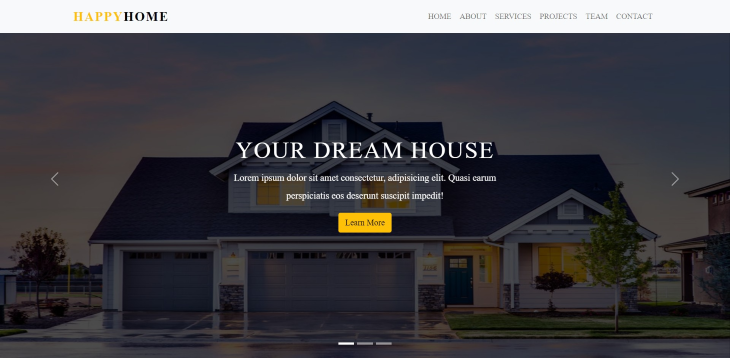 HAPPYHOME
HOME ABOUT SERVICES PROJECTS TEAM CONTACT
YOUR DREAM HOUSE
Lorem ipsum dolor sit amet consectetur, adipisicing elit. Quasi earum
perspiciatis eos deserunt suscipit impedit!
Learn More